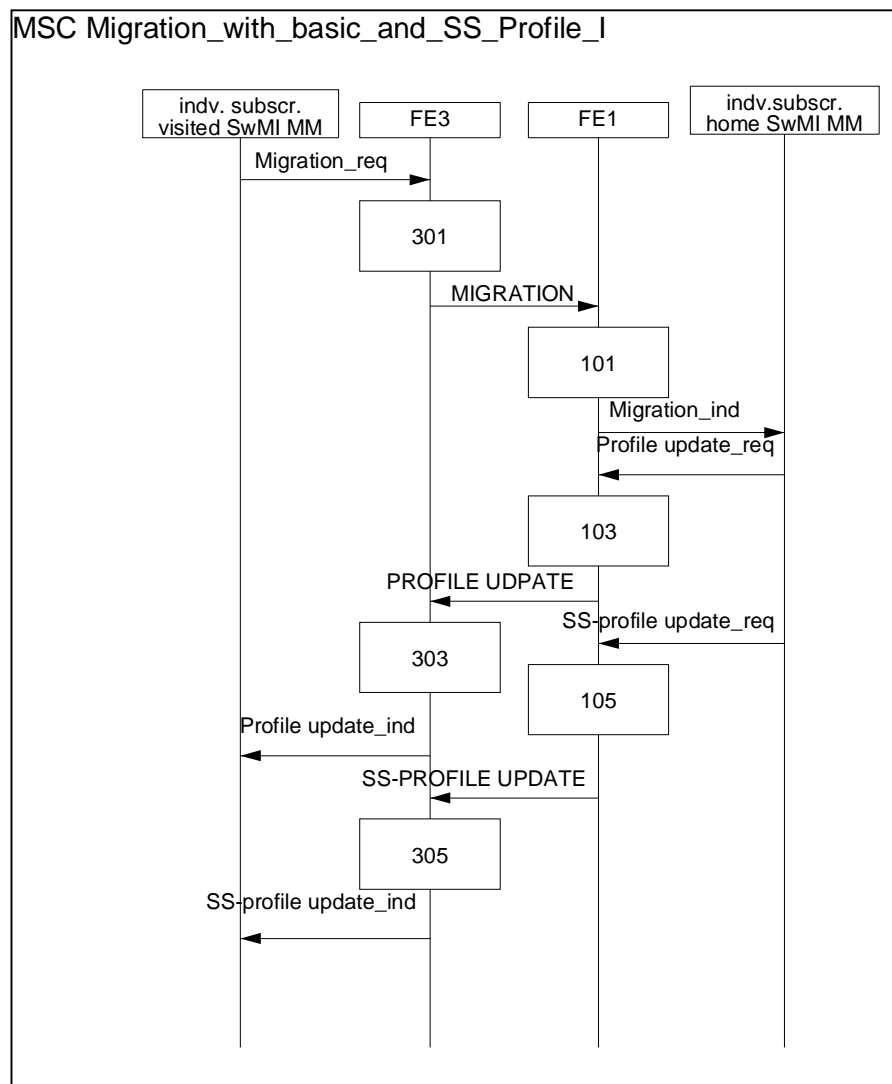 MSC Migration_with_basic_and_SS_Profile_I
indv. subscr.
visited SwMI MM
FE3
FE1
indv.subscr.
home SwMI MM
Migration_req
301
MIGRATION
101
Migration_ind
Profile update_req
103
PROFILE UDPATE
SS-profile update_req
303
105
Profile update_ind
SS-PROFILE UPDATE
305
SS-profile update_ind